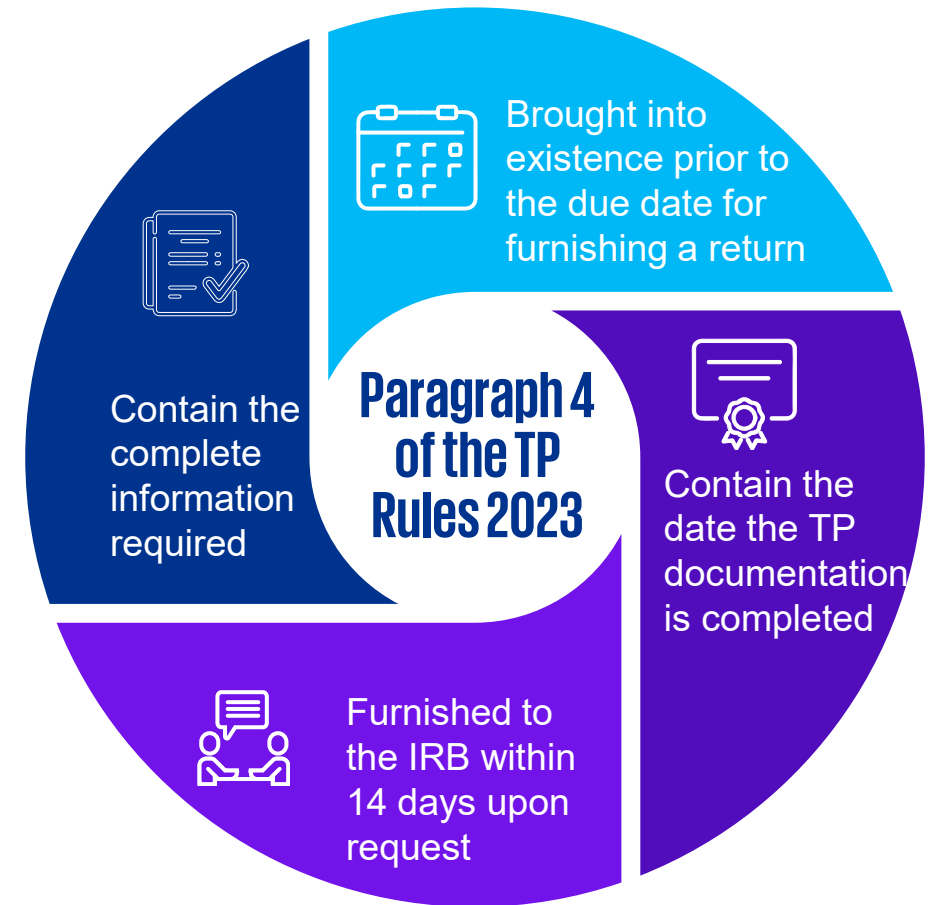 Paragraph 4
of the TP
Rules 2023
Brought into
existence prior to
the due date for
furnishing a return
Contain the
date the TP
documentation
is completed
Furnished to
the IRB within
14 days upon
request
Contain the
complete
information
required